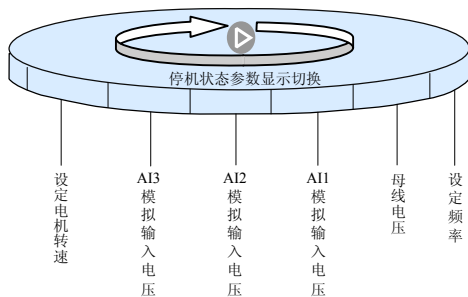 停机状态参数显示切换
设定电机转速
AI3模拟输入电压
AI2模拟输入电压
AI1模拟输入电压
母线电压
设定频率